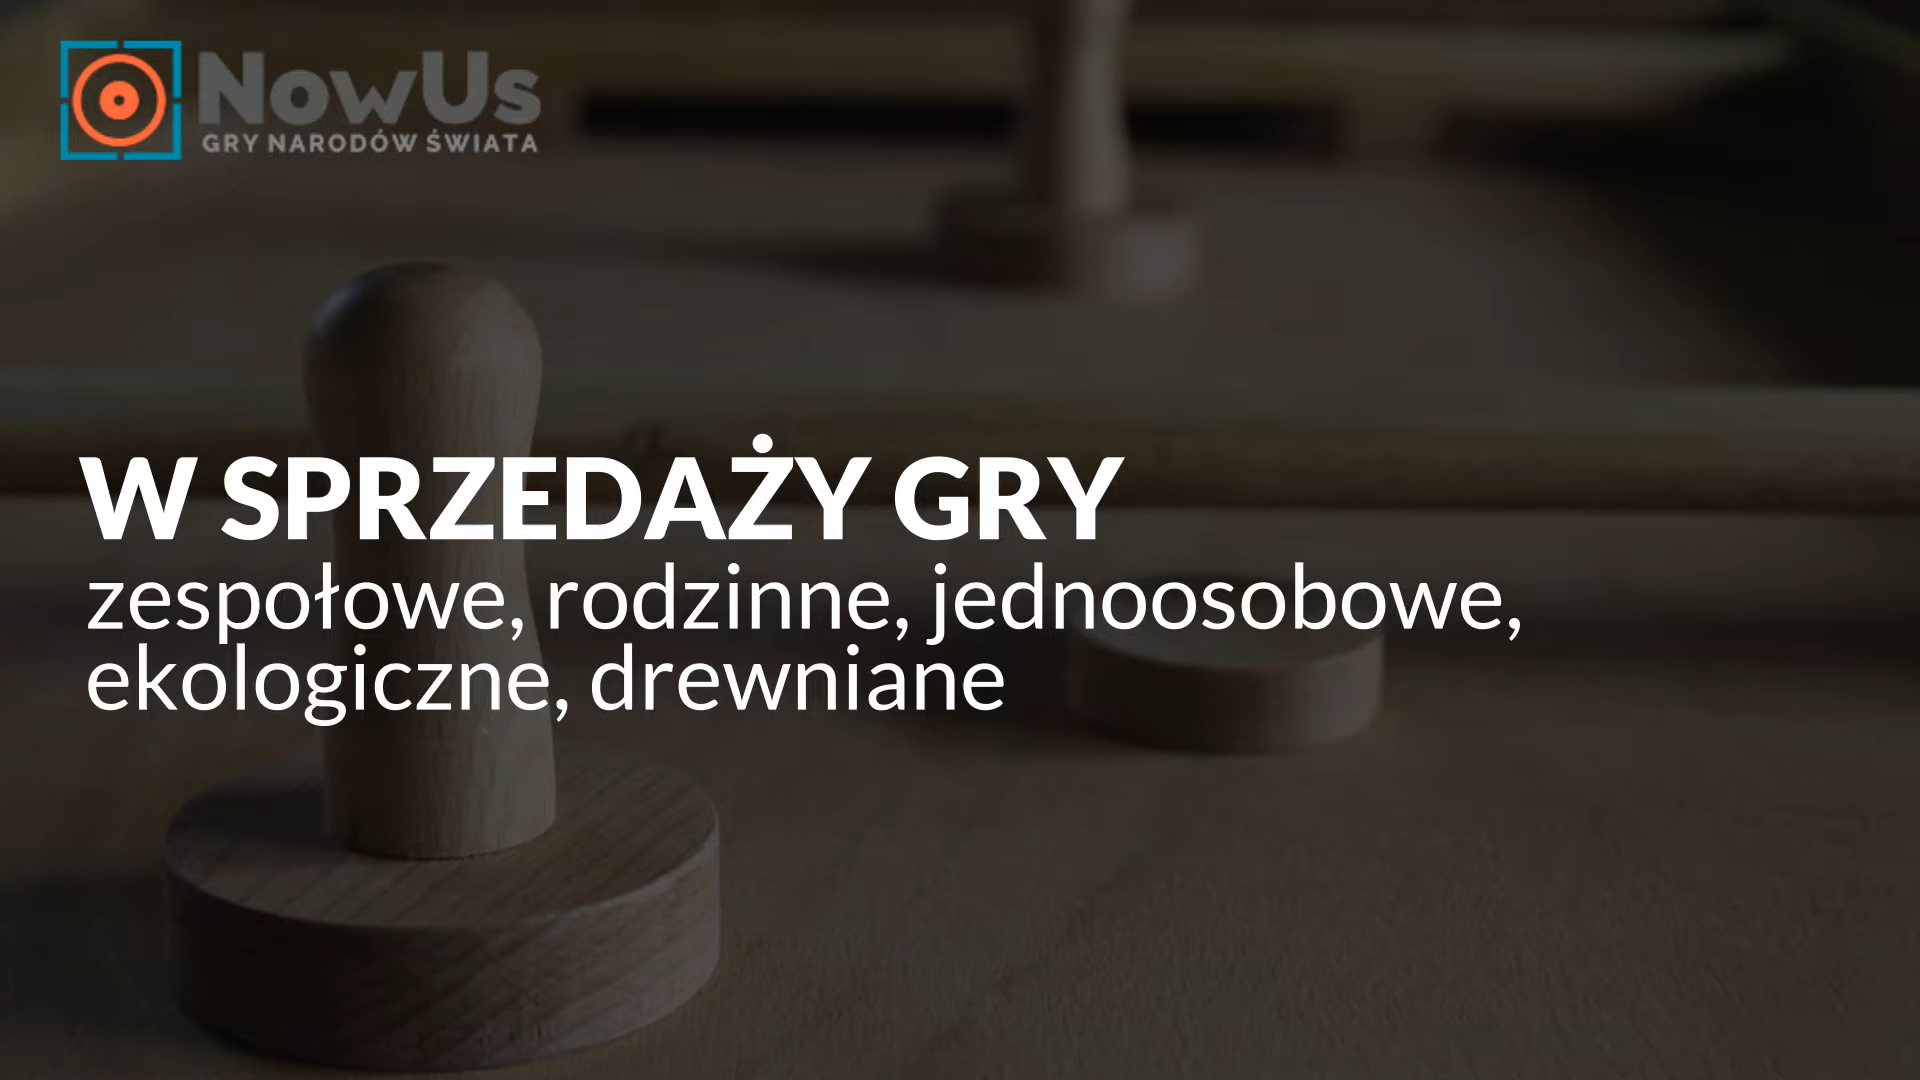 NowUs
GRY NARODÓW ŚWIATA
W SPRZEDAŻY GRY
zespołowe, rodzinne, jednoosobowe,
ekologiczne, drewniane